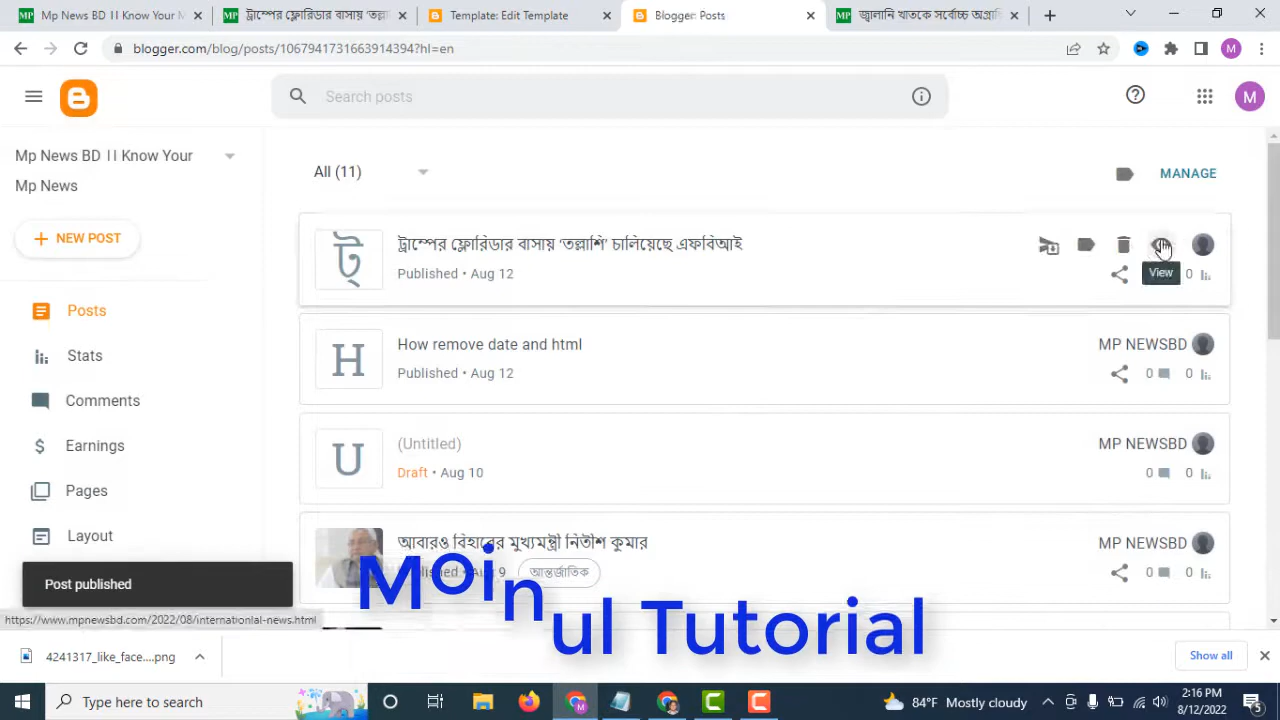 Mp News BD || Know Your M
ট্রাম্পের ফ্লোরিডার বাসায় 'তল্লা
Template: Edit Template
Blogger Posts
জ্বালানি খাতকে সর্বোচ্চ অগ্রা
blogger.com/blog/posts/1067941731663914394?hl=en
M
Search posts
M
Mp News BD || Know Your
Mp News
All (11)
MANAGE
NEW POST
ট্রাম্পের ফ্লোরিডার বাসায় 'তল্লাশি' চালিয়েছে এফবিআই
ট্
Published • Aug 12
View
0
Posts
How remove date and html
MP NEWSBD
H
Published • Aug 12
0
0
Stats
Comments
(Untitled)
MP NEWSBD
U
Draft • Aug 10
0
0
Earnings
Pages
Layout
আবারও বিহারের মুখ্যমন্ত্রী নিতীশ কুমার
MP NEWSBD
আন্তর্জাতিক
0
0
Post published
Moinul Tutorial
https://www.mpnewsbd.com/2022/08/internationlal-news.html
4241317_like_face....png
Show all
Type here to search
84°F Mostly cloudy
2:16 PM
8/12/2022
5